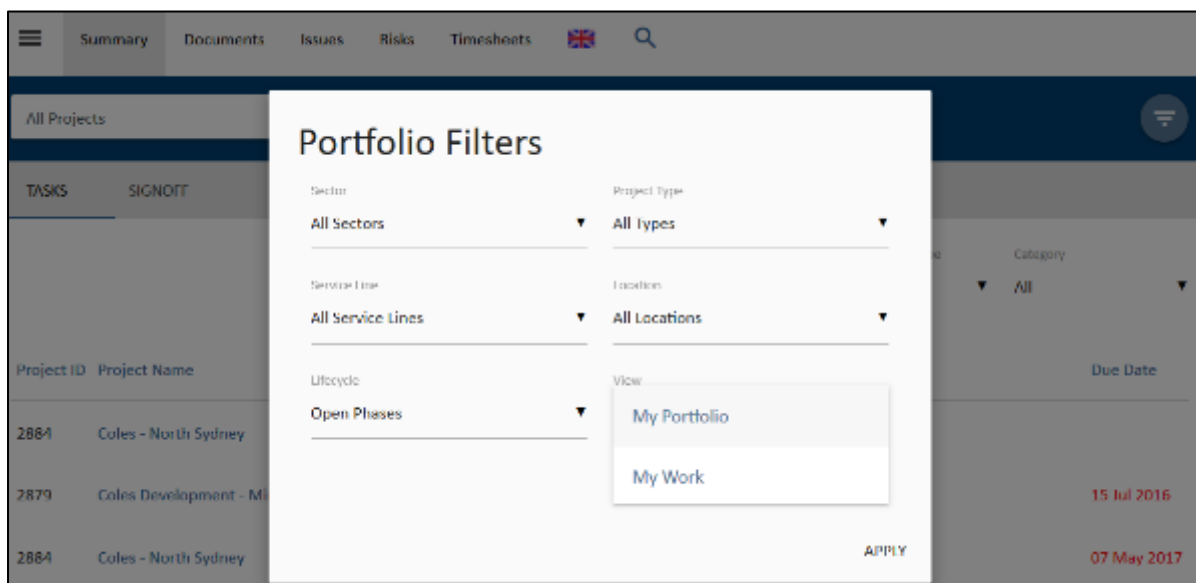 Summary Documents Issues Risks Timesheets
All Projects
Portfolio Filters
TASKS SIGNOFF
Sector Project Type
All Sectors All Types
Category
All
Service Line Location
All Service Lines All Locations
Project ID Project Name Due Date
Lifecycle View
Open Phases My Portfolio
2884 Coles - North Sydney
My Work
2879 Coles Development - Mi 15 Jul 2016
APPLY
2884 Coles - North Sydney 07 May 2017